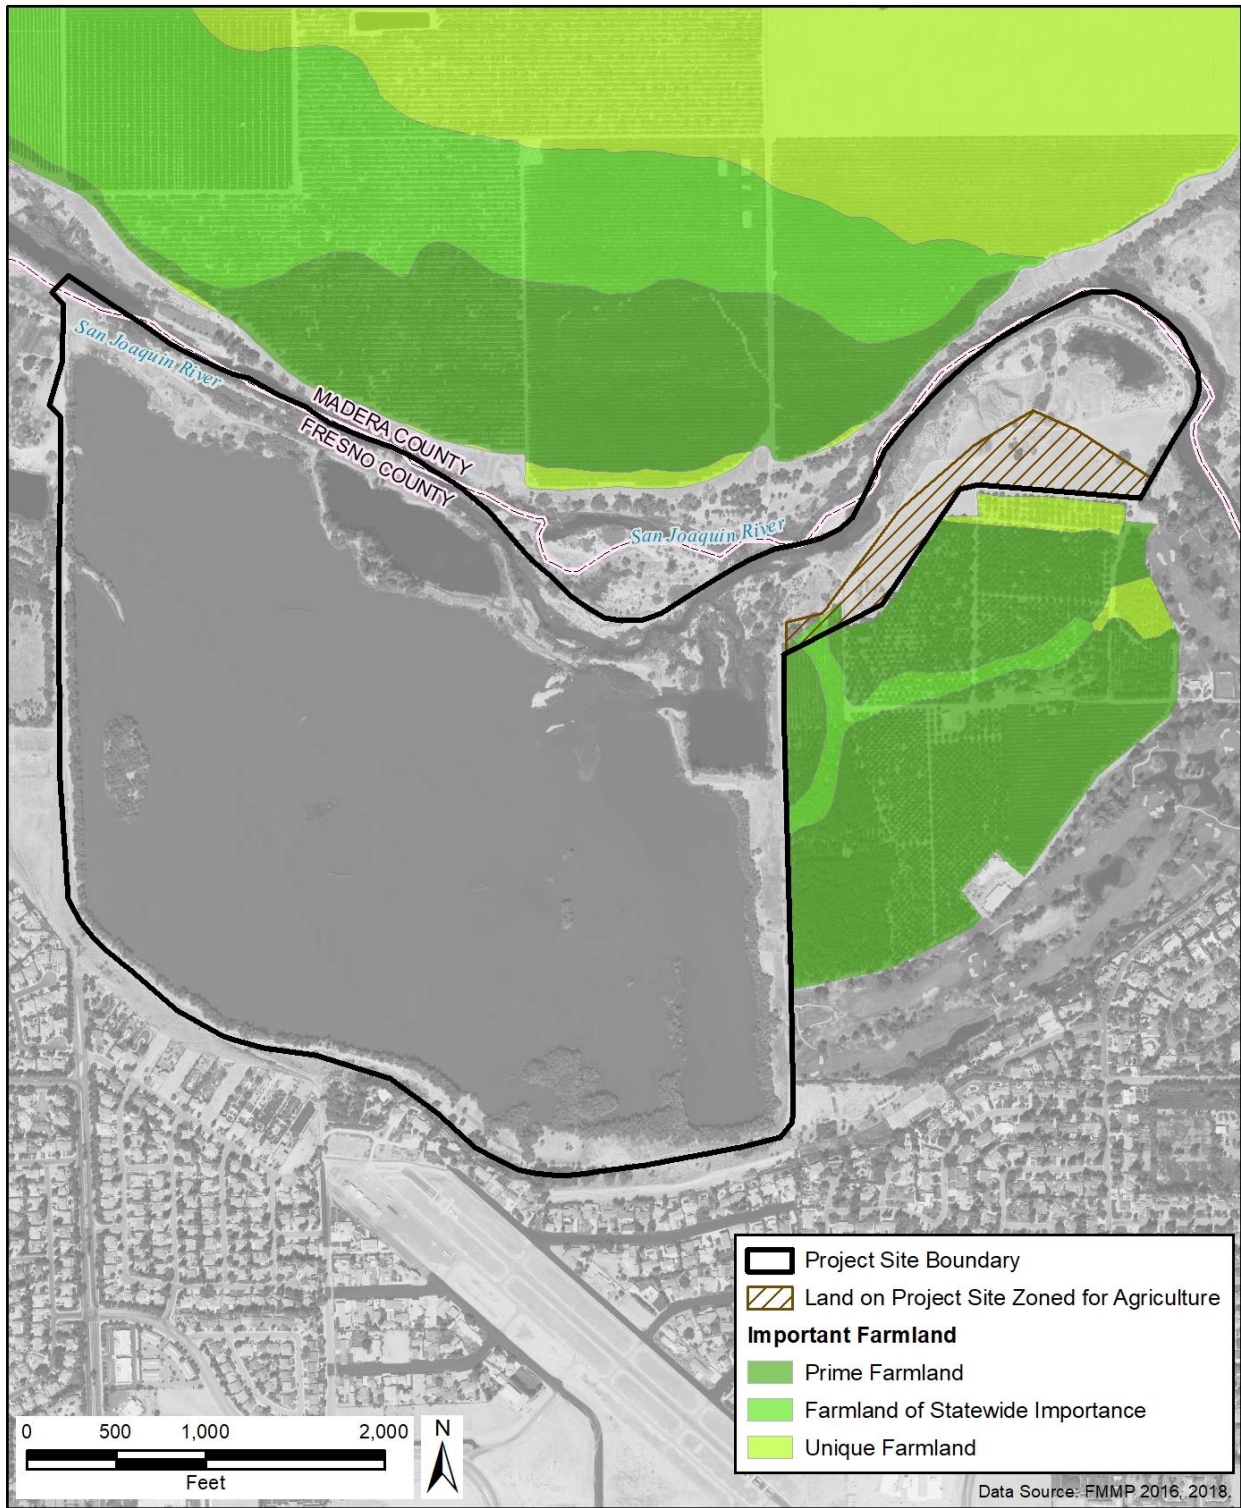 San Joaquin River
MADERA COUNTY
FRESNO COUNTY
San Joaquin River
Project Site Boundary
Land on Project Site Zoned for Agriculture
Important Farmland
Prime Farmland
Farmland of Statewide Importance
Unique Farmland
0 500 1,000 2,000
Feet
N
Data Source: FMMP 2016, 2018.